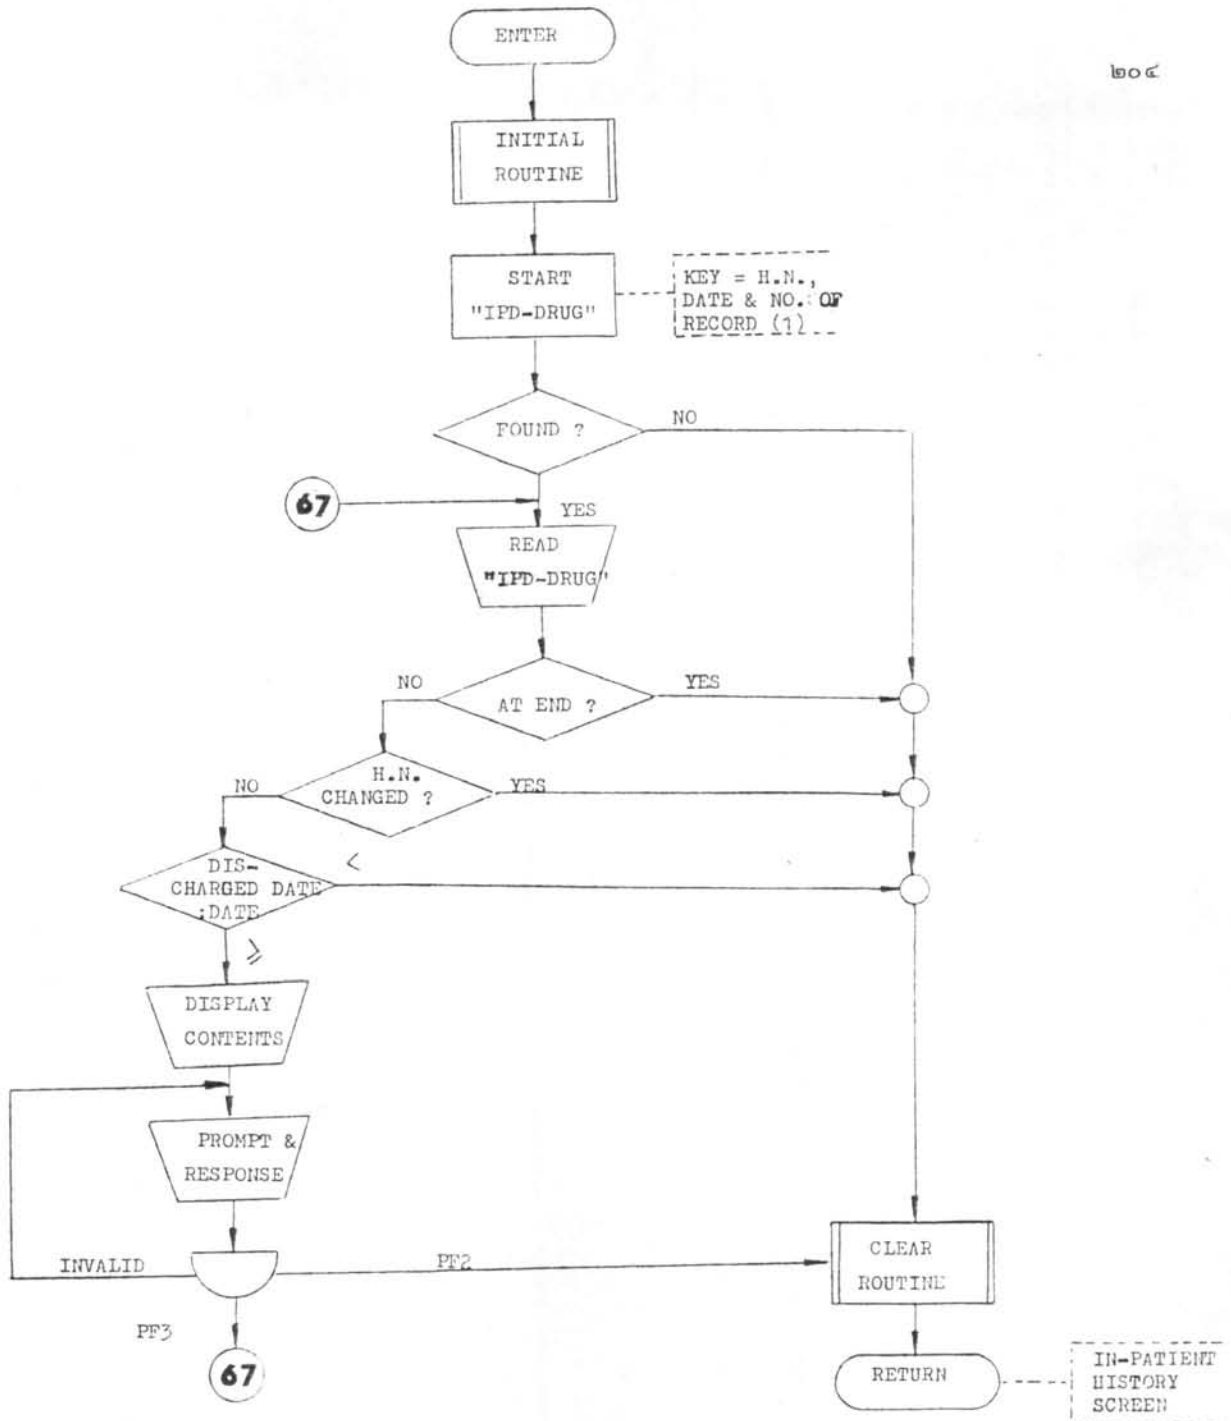 ENTER
๒๐๔
INITIAL
ROUTINE
START
"IPD-DRUG"
KEY = H.N.,
DATE & NO. OF
RECORD (1)
FOUND ?
NO
67
YES
READ
"IPD-DRUG"
NO
AT END ?
YES
NO
H.N.
CHANGED ?
YES
DIS-
CHARGED DATE
:DATE
<
≥
DISPLAY
CONTENTS
PROMPT &
RESPONSE
INVALID
PF2
CLEAR
ROUTINE
PF3
67
RETURN
IN-PATIENT
HISTORY
SCREEN